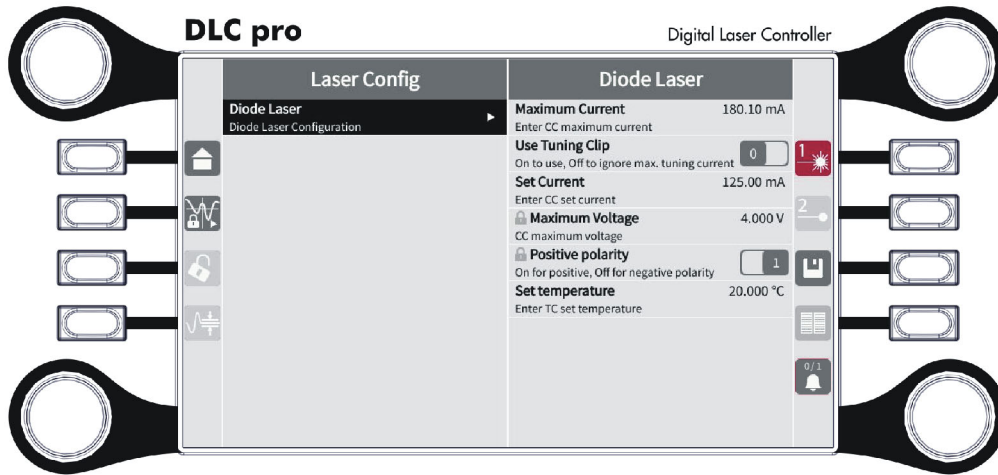 DLC pro
Digital Laser Controller
Laser Config
Diode Laser
Diode Laser Configuration
Diode Laser
Maximum Current 180.10 mA
Enter CC maximum current
Use Tuning Clip 0
On to use, Off to ignore max. tuning current
Set Current 125.00 mA
Enter CC set current
Maximum Voltage 4.000 V
CC maximum voltage
Positive polarity 1
On for positive, Off for negative polarity
Set temperature 20.000 °C
Enter TC set temperature
1
2
0/1